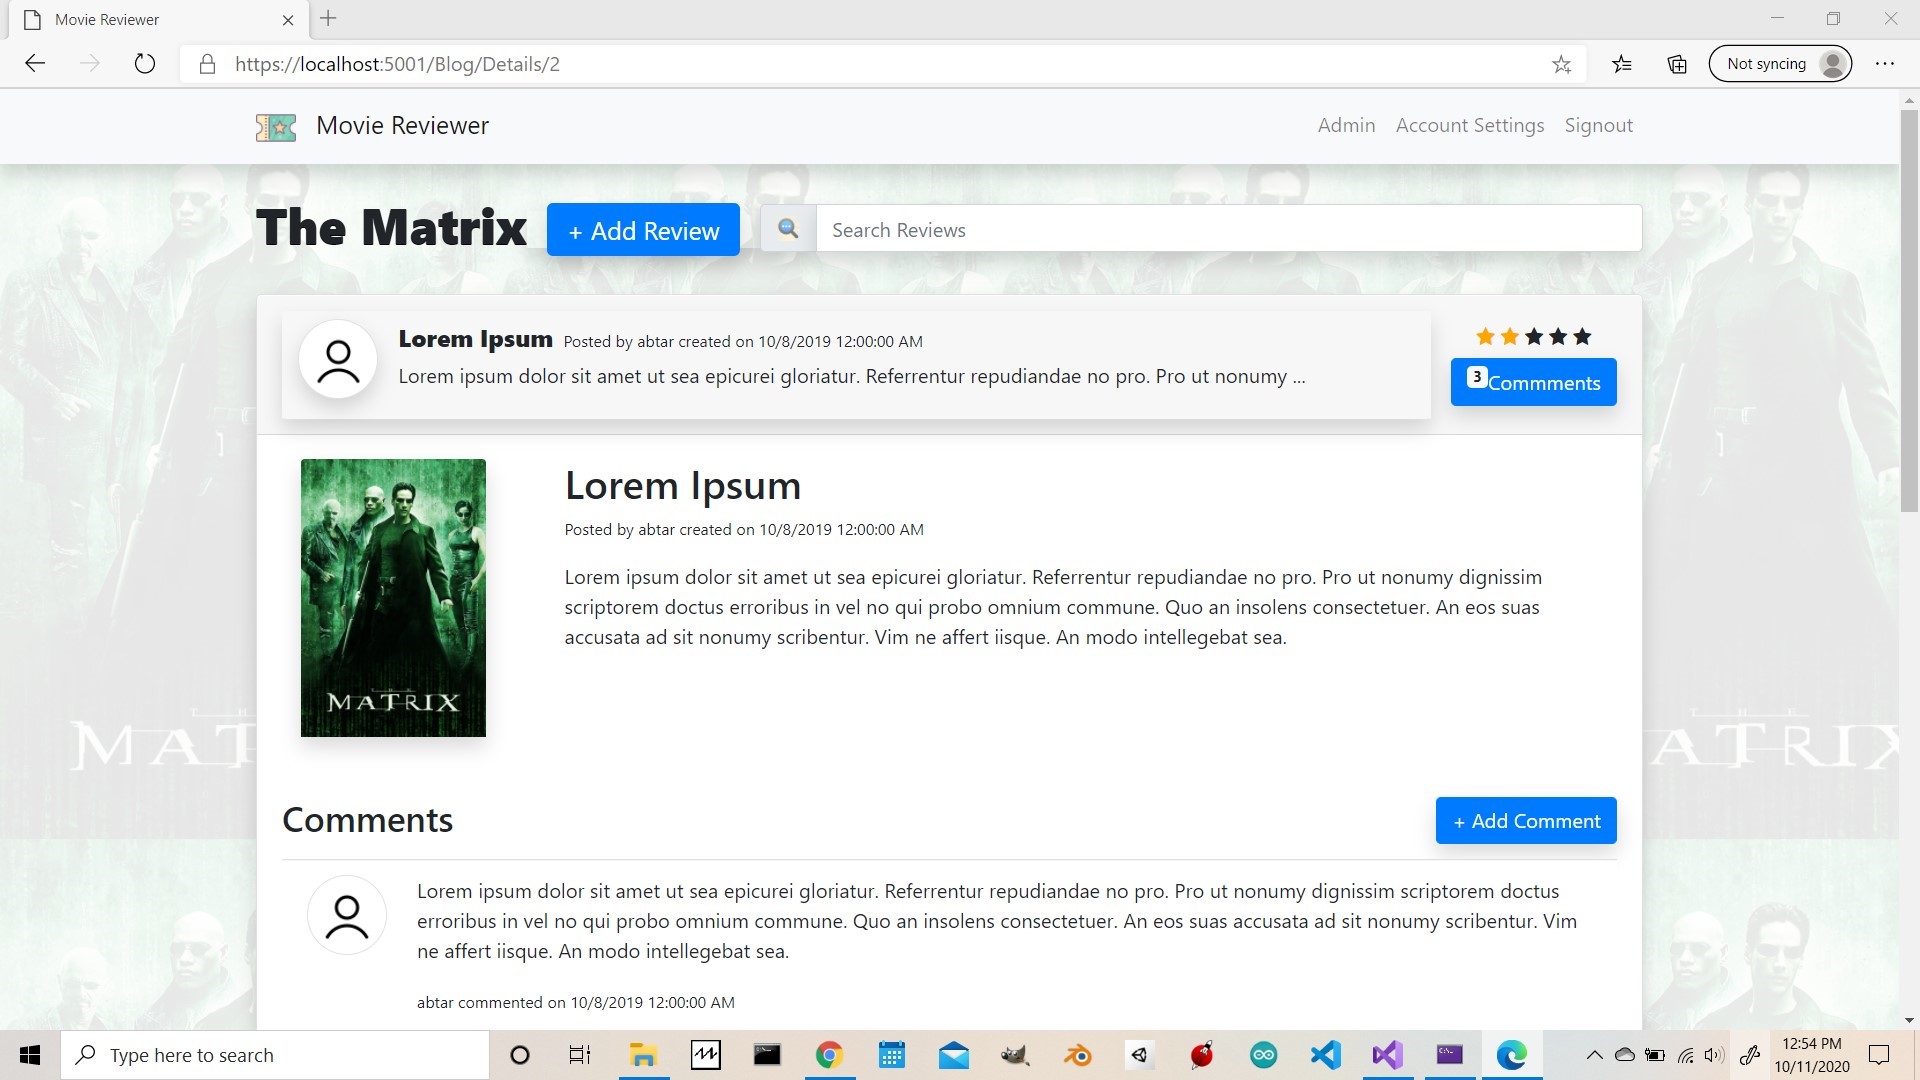 Movie Reviewer
https://localhost:5001/Blog/Details/2
Not syncing
Movie Reviewer
Admin Account Settings Signout
The Matrix
+ Add Review
Search Reviews
Lorem Ipsum Posted by abtar created on 10/8/2019 12:00:00 AM
Lorem ipsum dolor sit amet ut sea epicurei gloriatur. Referrentur repudiandae no pro. Pro ut nonumy ...
3 Commments
MATRIX
Lorem Ipsum
Posted by abtar created on 10/8/2019 12:00:00 AM
Lorem ipsum dolor sit amet ut sea epicurei gloriatur. Referrentur repudiandae no pro. Pro ut nonumy dignissim
scriptorem doctus erroribus in vel no qui probo omnium commune. Quo an insolens consectetuer. An eos suas
accusata ad sit nonumy scribentur. Vim ne affert iisque. An modo intellegebat sea.
MAT
ATRIX
Comments
+ Add Comment
Lorem ipsum dolor sit amet ut sea epicurei gloriatur. Referrentur repudiandae no pro. Pro ut nonumy dignissim scriptorem doctus
erroribus in vel no qui probo omnium commune. Quo an insolens consectetuer. An eos suas accusata ad sit nonumy scribentur. Vim
ne affert iisque. An modo intellegebat sea.
abtar commented on 10/8/2019 12:00:00 AM
Type here to search
12:54 PM
10/11/2020